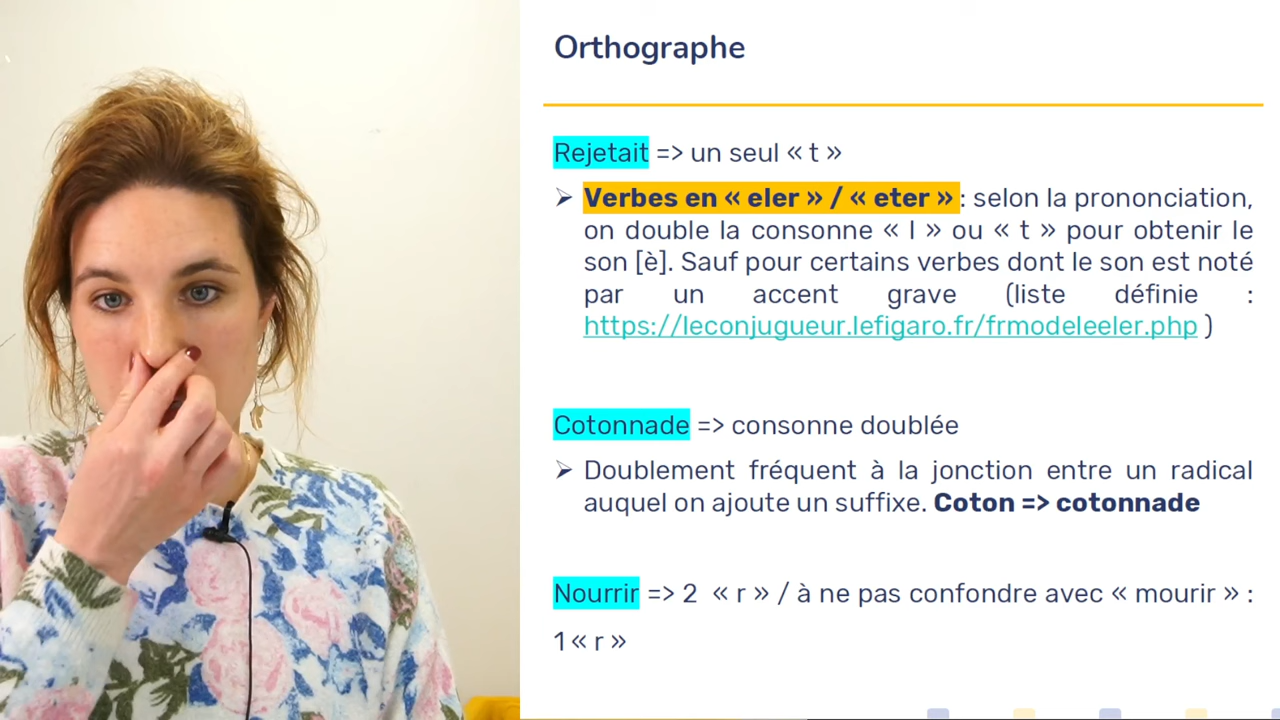 Orthographe
Rejetait => un seul « t »
➢ Verbes en « eler » / « eter » : selon la prononciation,
on double la consonne « l » ou « t » pour obtenir le
son [è]. Sauf pour certains verbes dont le son est noté
par un accent grave (liste définie :
https://leconjugueur.lefigaro.fr/frmodeleeler.php )
Cotonnade => consonne doublée
➢ Doublement fréquent à la jonction entre un radical
auquel on ajoute un suffixe. Coton => cotonnade
Nourrir => 2 « r » / à ne pas confondre avec « mourir » :
1 « r »